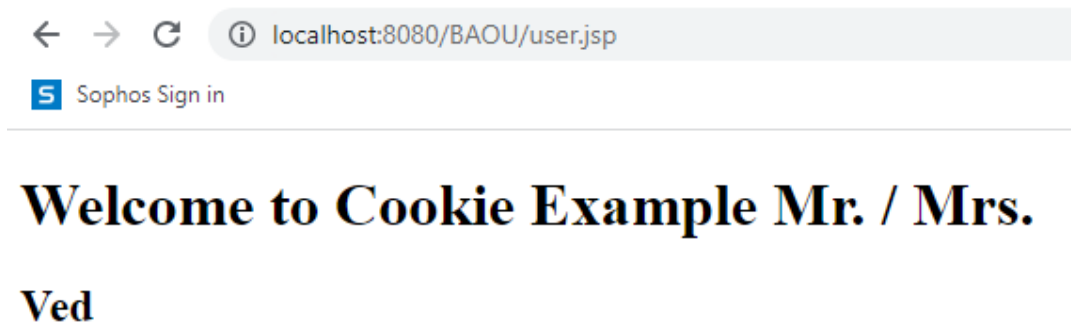 localhost:8080/BAOU/user.jsp
S Sophos Sign in
Welcome to Cookie Example Mr. / Mrs.
Ved